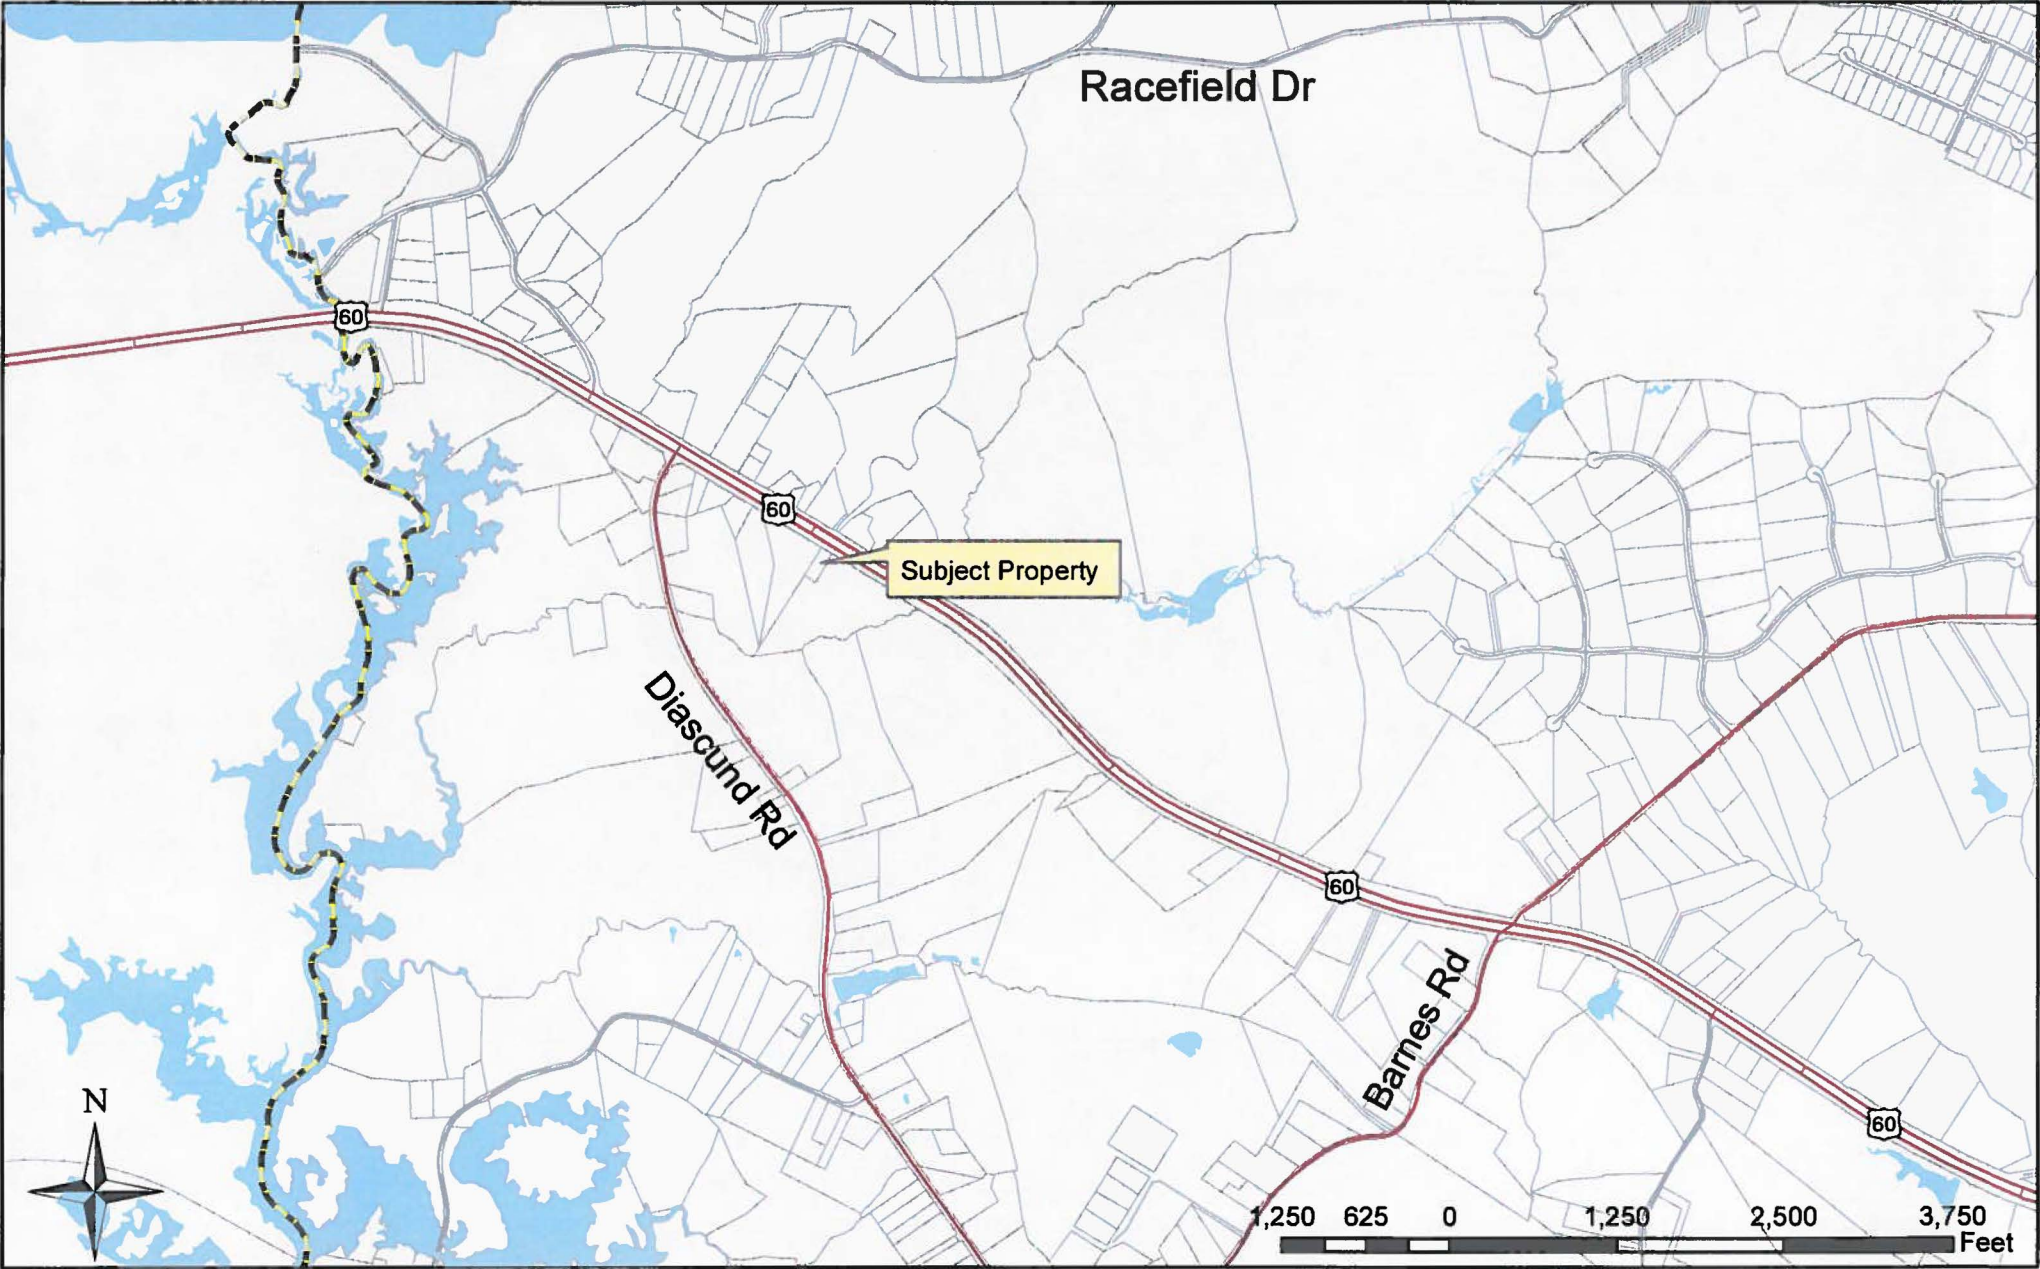 Racefield Dr
60
60
Subject Property
Diascund Rd
60
Barnes Rd
N
60
1,250 625 0 1,250 2,500 3,750
Feet